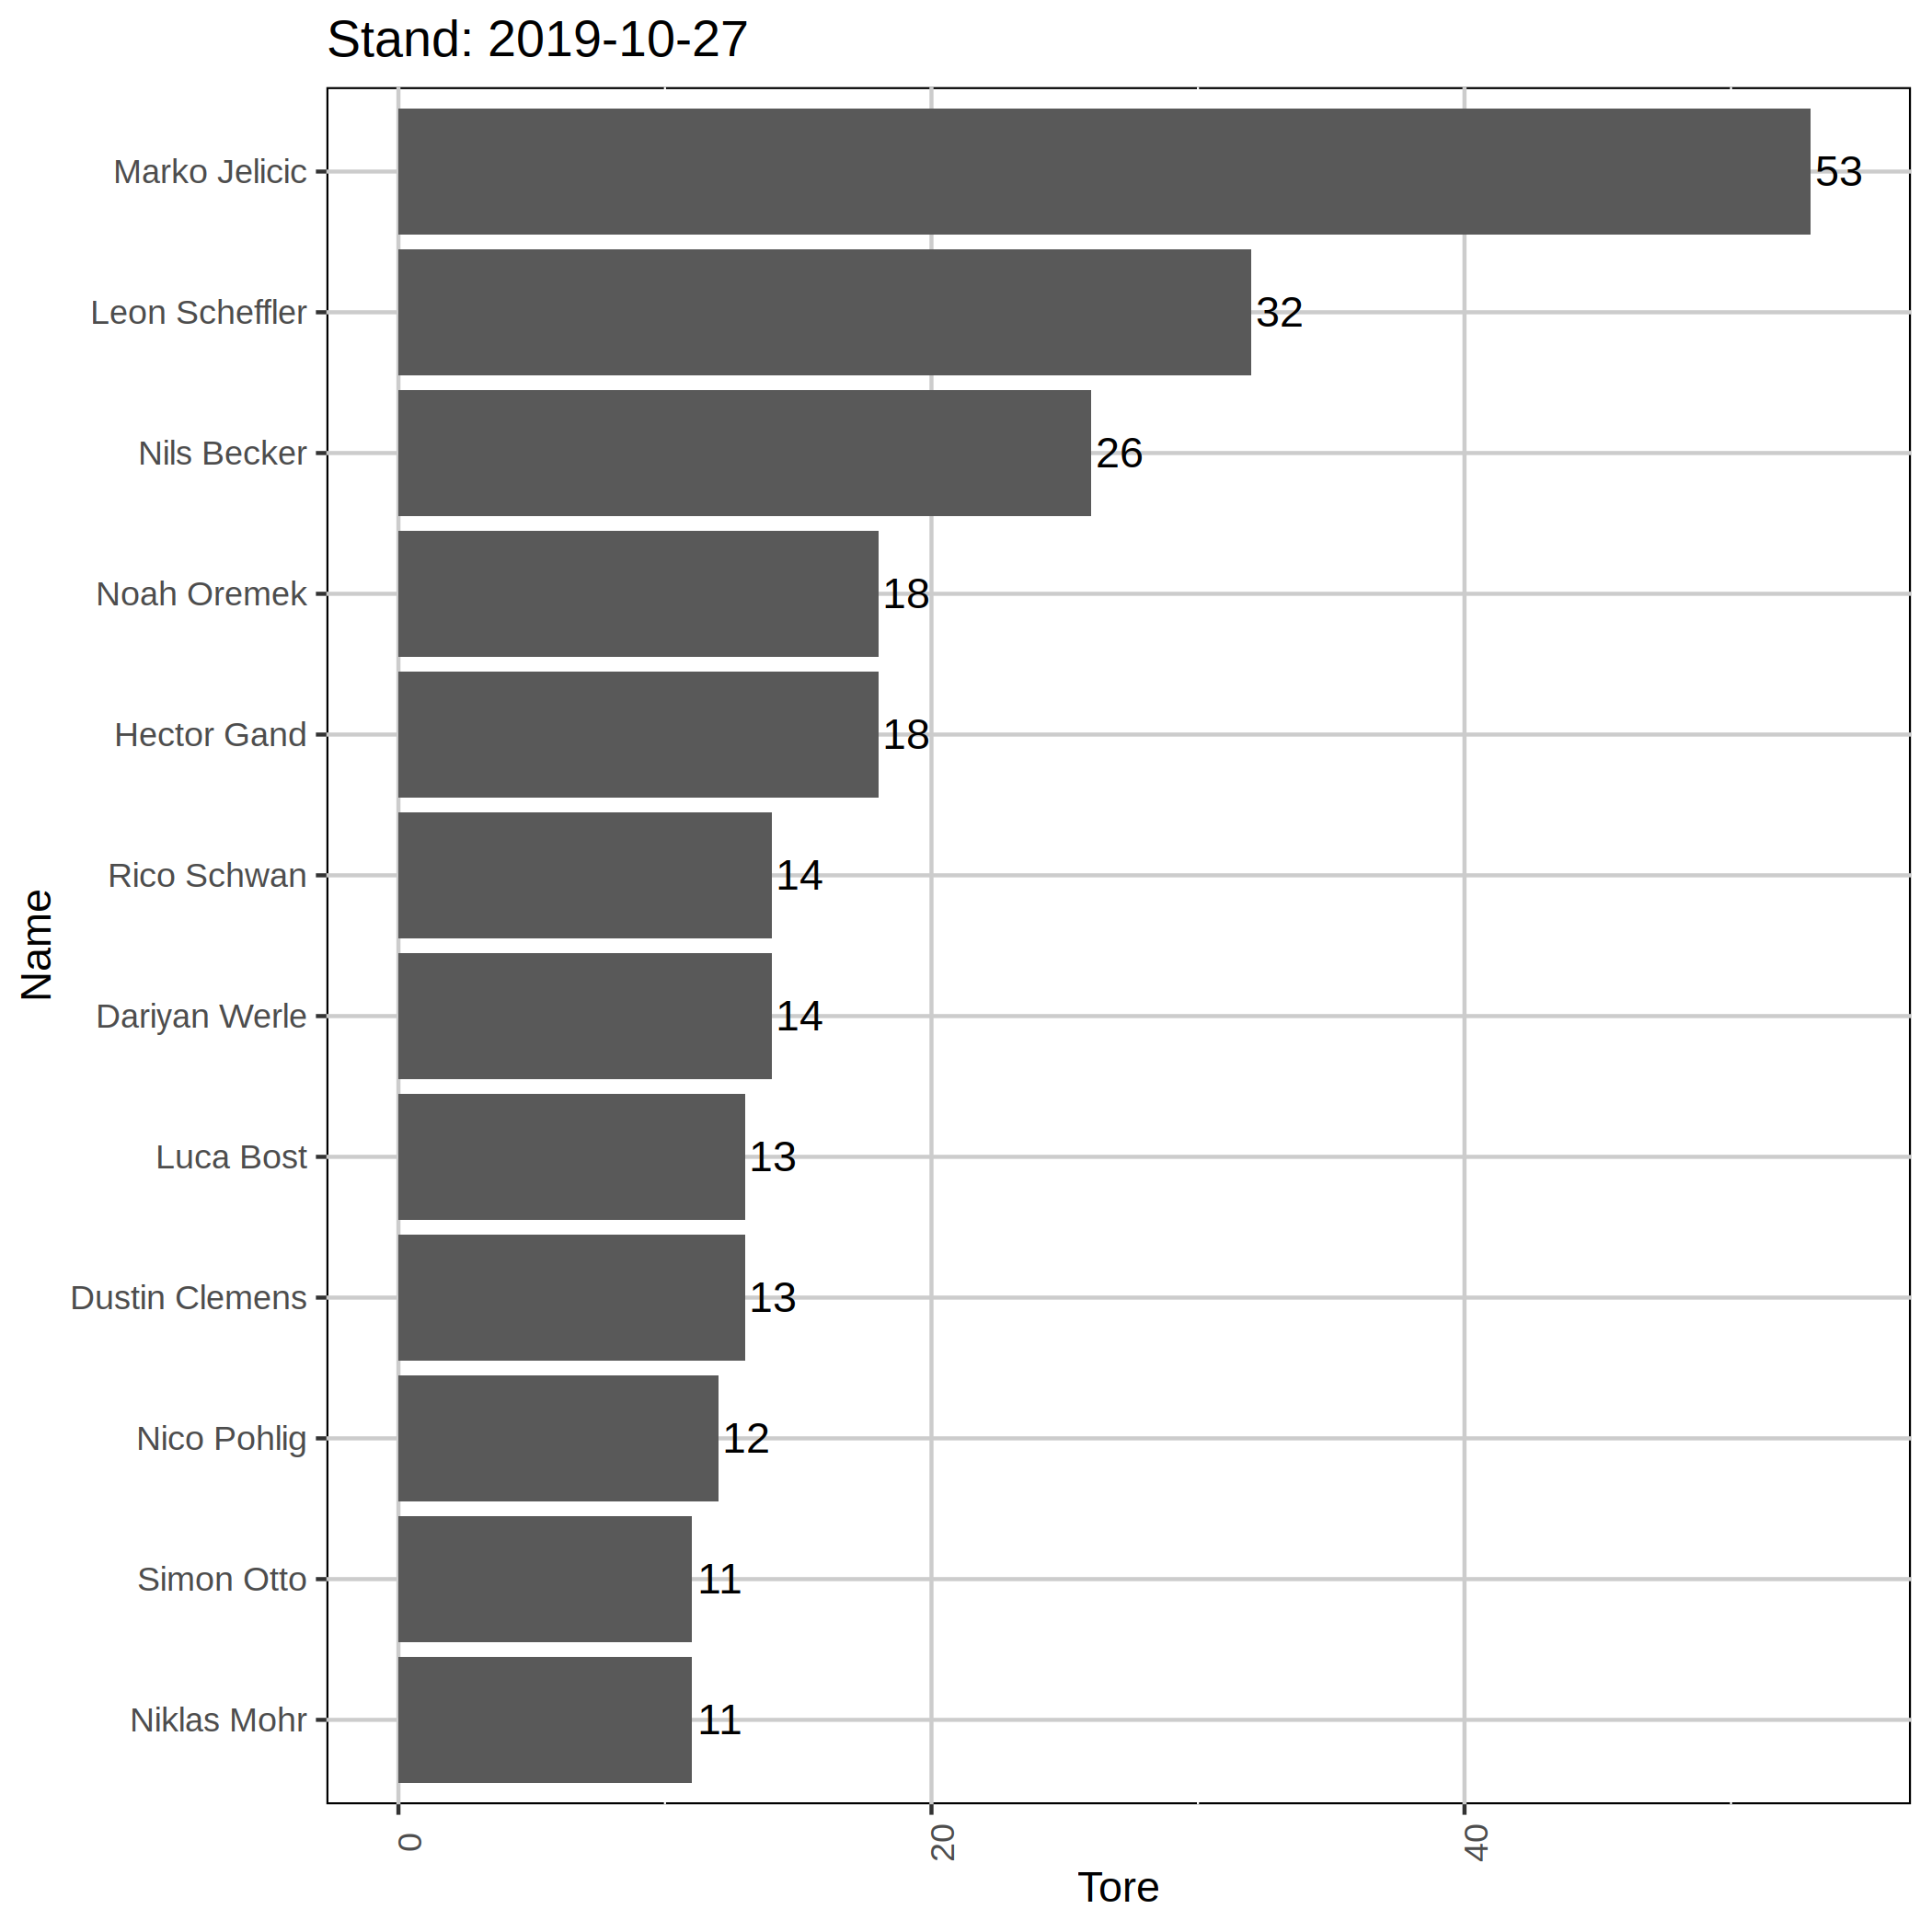 Stand: 2019-10-27
Name
Marko Jelicic 53
Leon Scheffler 32
Nils Becker 26
Noah Oremek 18
Hector Gand 18
Rico Schwan 14
Dariyan Werle 14
Luca Bost 13
Dustin Clemens 13
Nico Pohlig 12
Simon Otto 11
Niklas Mohr 11
0 20 40
Tore